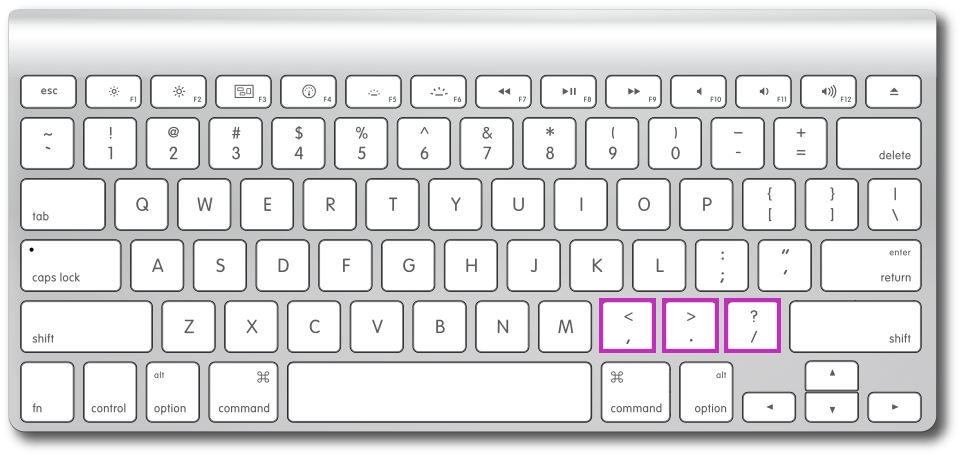 esc F1 F2 F3 F4 F5 F6 F7 F8 F9 F10 F11 F12
~ ! @ # $ % ^ & * ( ) – +
` 1 2 3 4 5 6 7 8 9 0 - = delete
tab Q W E R T Y U I O P { [ } ] | \
caps lock A S D F G H J K L : ; " ' enter return
shift Z X C V B N M < , > . ? / shift
fn control alt option ⌘ command ⌘ command alt option